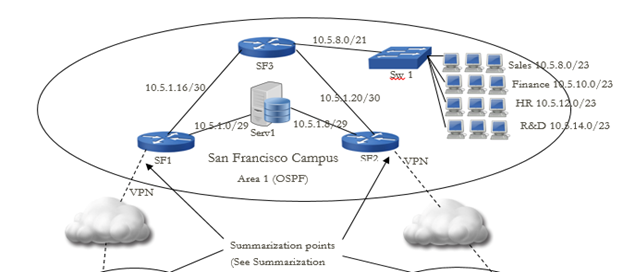 10.5.8.0/21
SF3
Sw 1
Sales 10.5.8.0/23
Finance 10.5.10.0/23
HR 10.5.12.0/23
R&D 10.5.14.0/23
10.5.1.16/30
10.5.1.20/30
10.5.1.0/29
Serv1
10.5.1.8/29
SF1
San Francisco Campus
SF2
VPN
Area 1 (OSPF)
VPN
Summarization points
(See Summarization